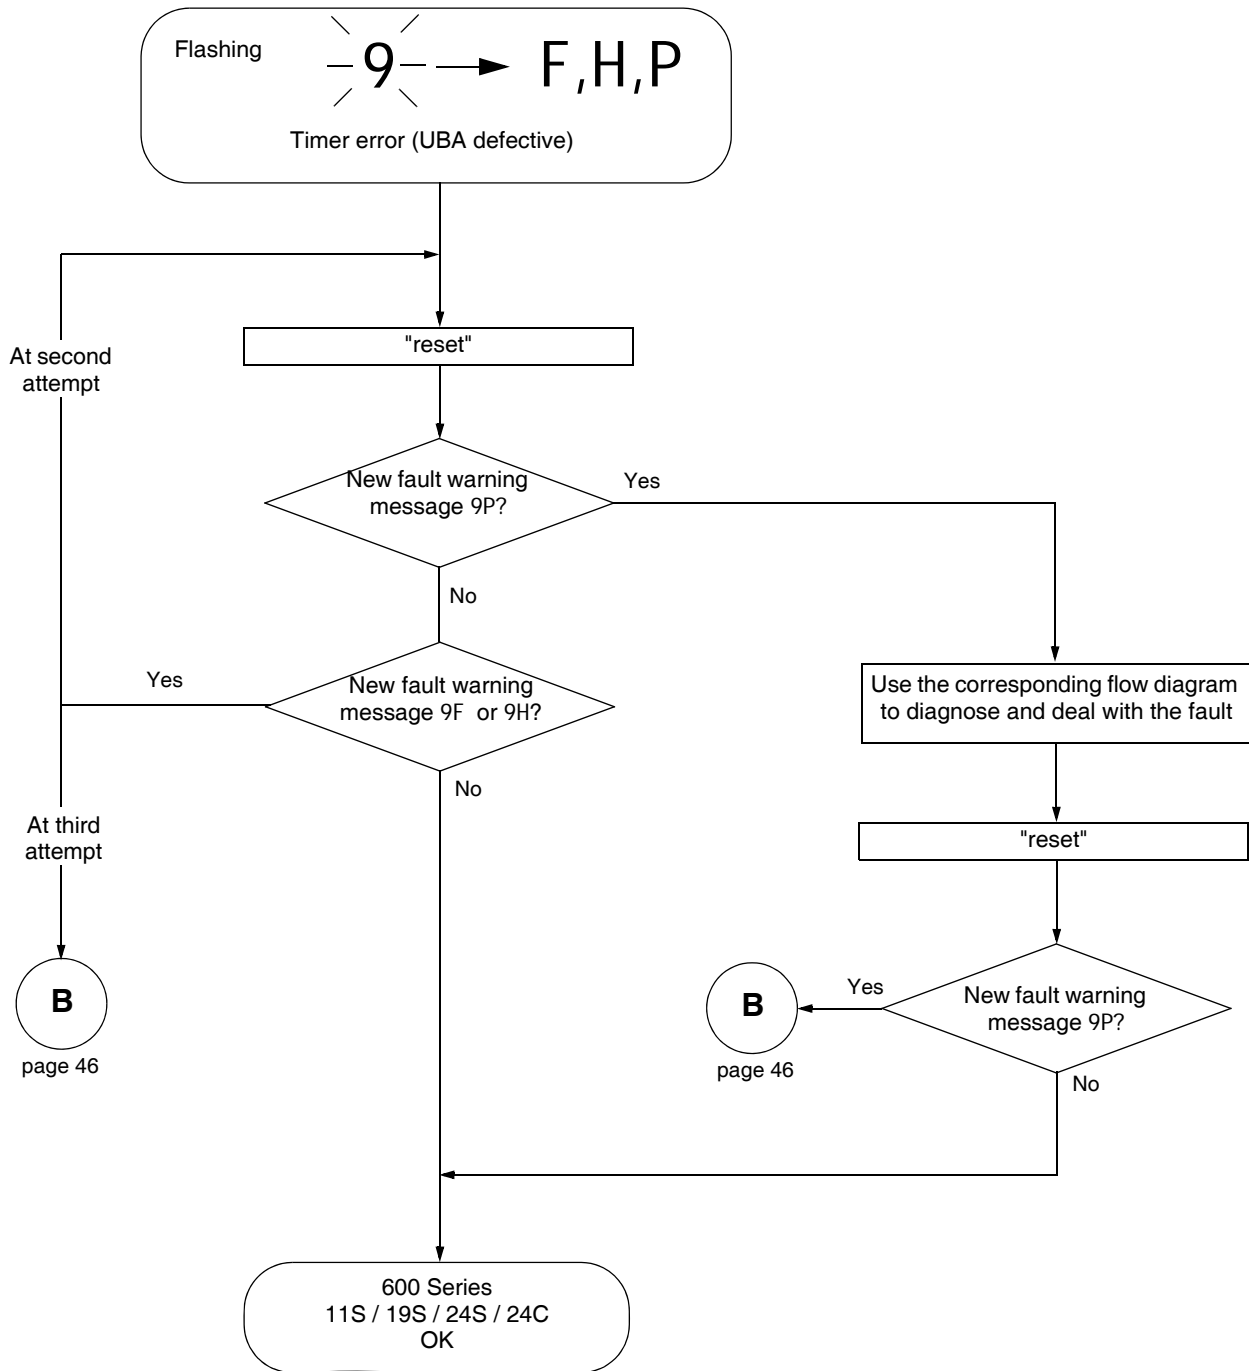 Flashing
9
F,H,P
Timer error (UBA defective)
"reset"
At second
attempt
New fault warning
message 9P?
Yes
No
Yes
New fault warning
message 9F or 9H?
No
Use the corresponding flow diagram
to diagnose and deal with the fault
"reset"
At third
attempt
B
page 46
B
page 46
Yes
New fault warning
message 9P?
No
600 Series
11S / 19S / 24S / 24C
OK